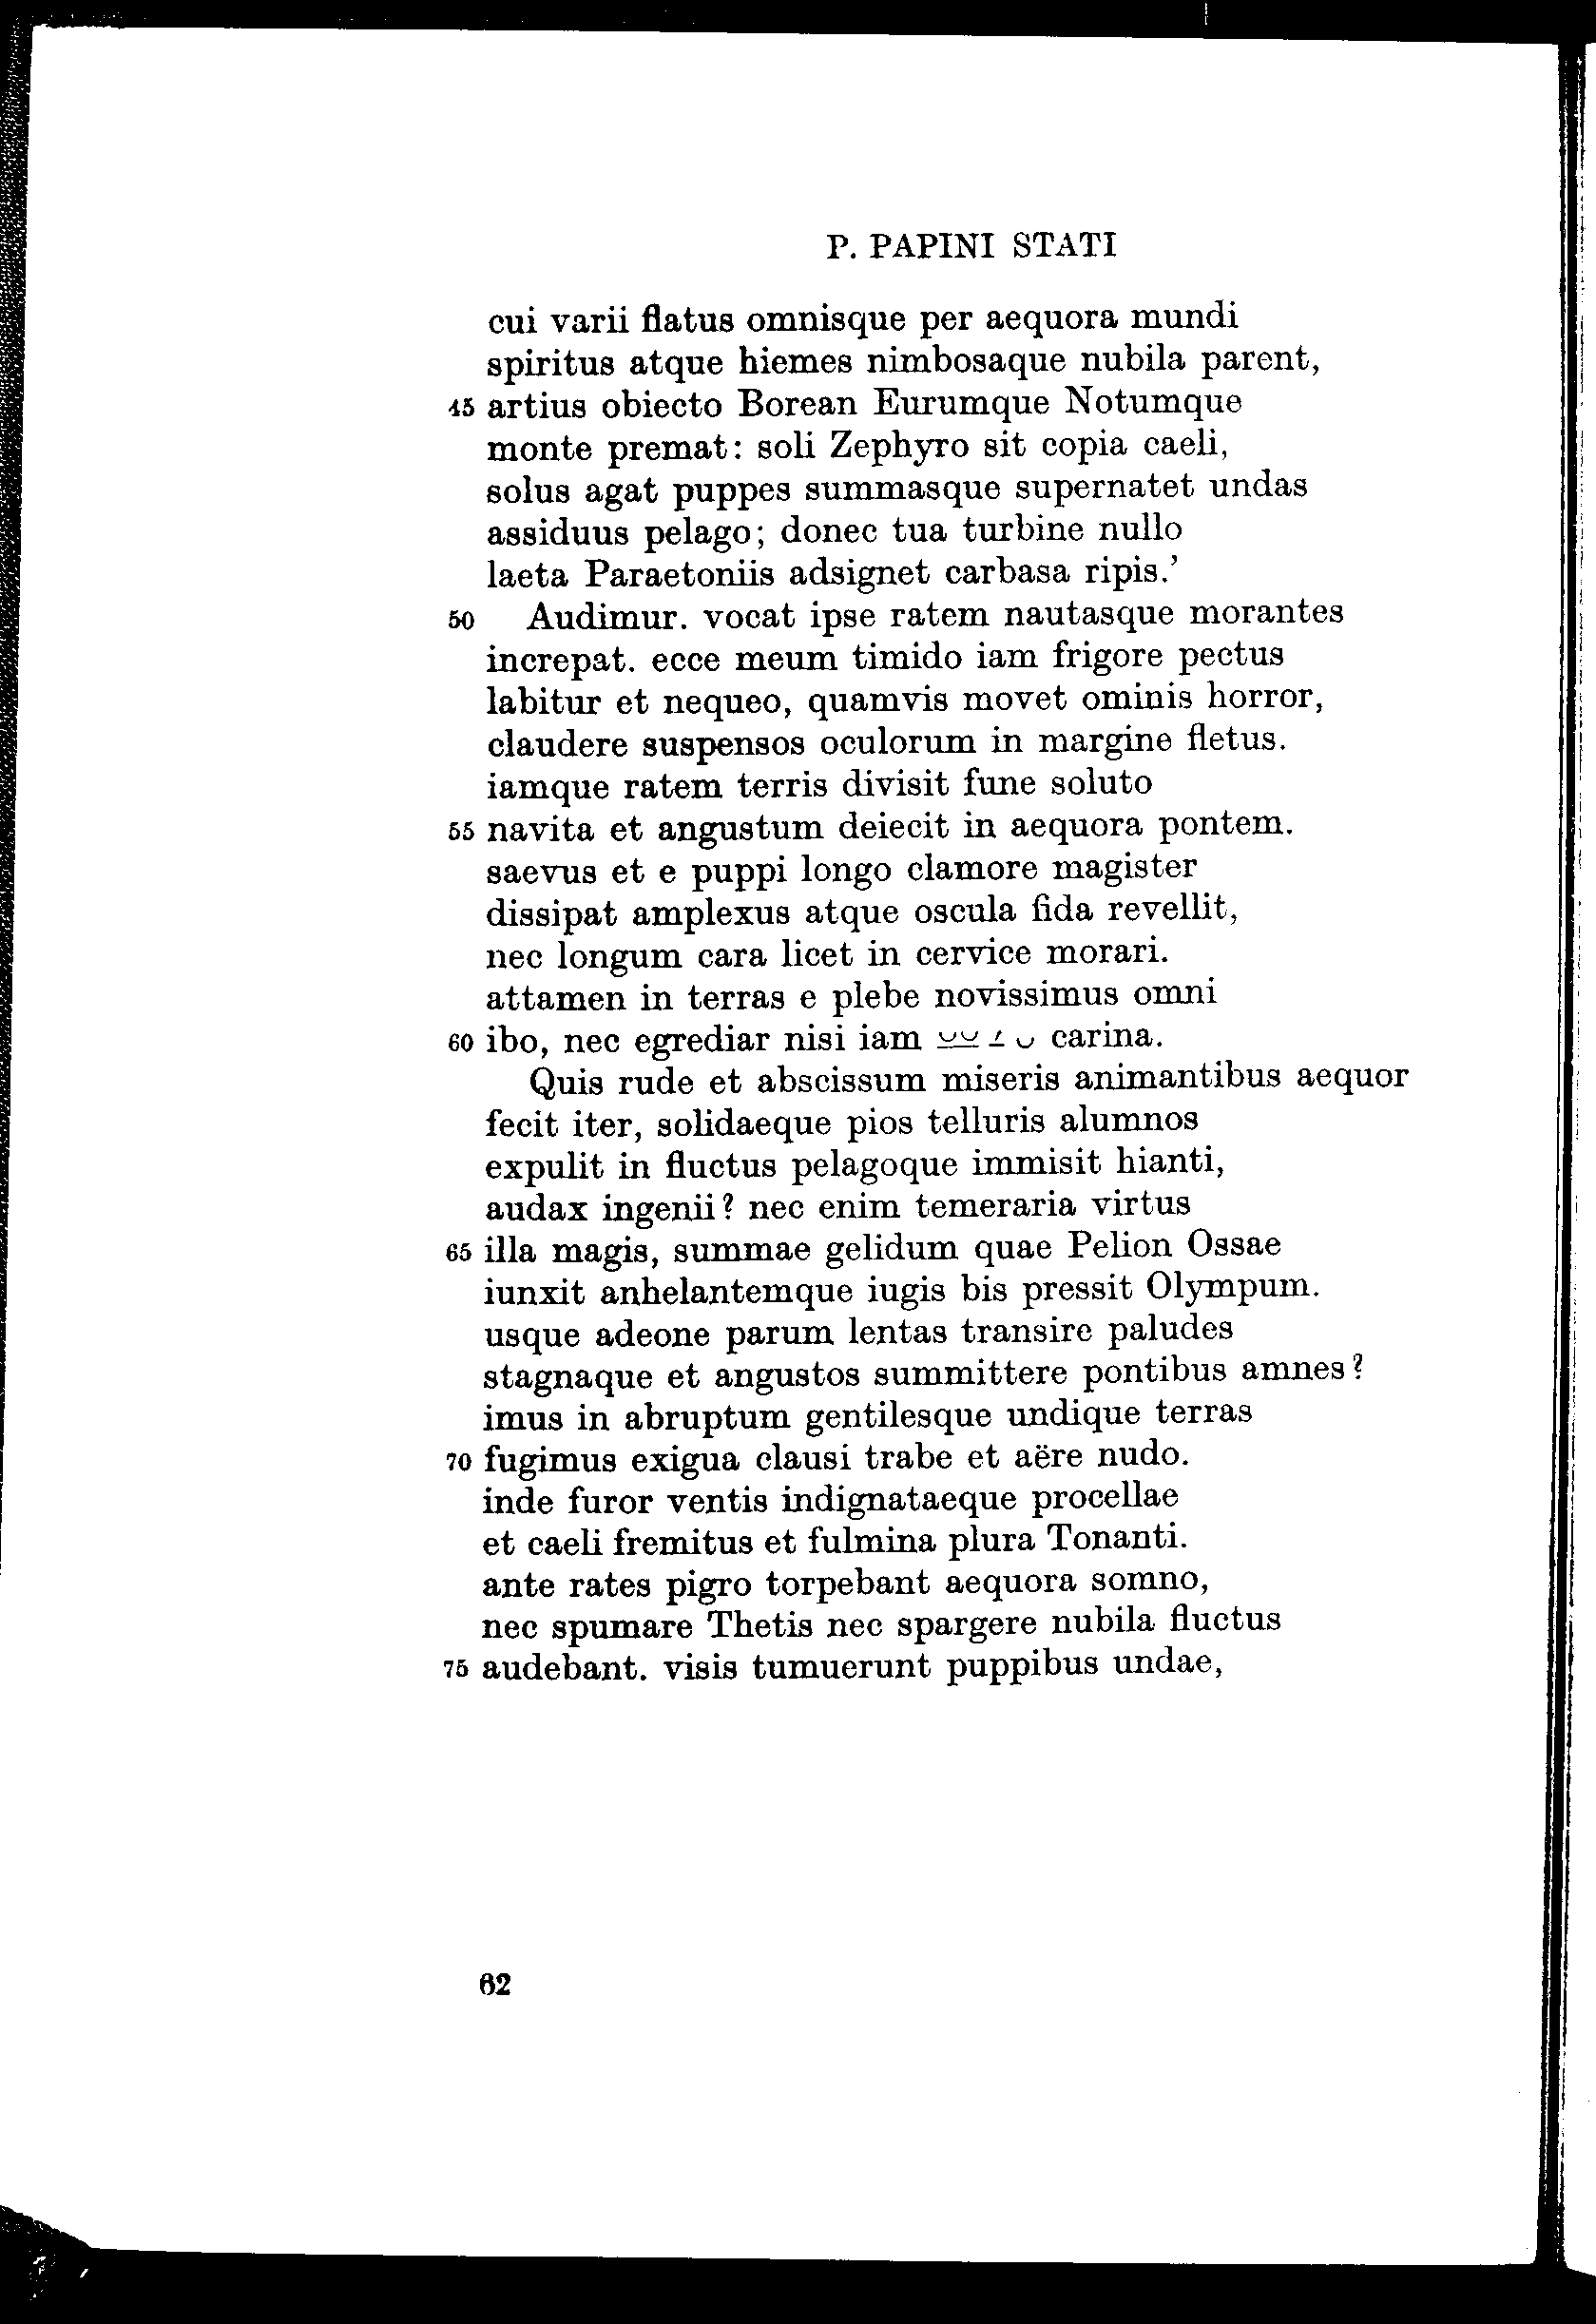 P. PAPINI STATI
cui varii flatus omnisque per aequora mundi
spiritus atque hiemes nimbosaque nubila parent,
45 artius obiecto Borean Eurumque Notumque
monte premat: soli Zephyro sit copia caeli,
solus agat puppes summasque supernatet undas
assiduus pelago; donec tua turbine nullo
laeta Paraetoniis adsignet carbasa ripis.’
50 Audimur. vocat ipse ratem nautasque morantes
increpat. ecce meum timido iam frigore pectus
labitur et nequeo, quamvis movet ominis horror,
claudere suspensos oculorum in margine fletus.
iamque ratem terris divisit fune soluto
55 navita et angustum deiecit in aequora pontem.
saevus et e puppi longo clamore magister
dissipat amplexus atque oscula fida revellit,
nec longum cara licet in cervice morari.
attamen in terras e plebe novissimus omni
60 ibo, nec egrediar nisi iam ⏕ ⏑ carina.
Quis rude et abscissum miseris animantibus aequor
fecit iter, solidaeque pios telluris alumnos
expulit in fluctus pelagoque immisit hianti,
audax ingenii? nec enim temeraria virtus
65 illa magis, summae gelidum quae Pelion Ossae
iunxit anhelantemque iugis bis pressit Olympum.
usque adeone parum lentas transire paludes
stagnaque et angustos summittere pontibus amnes?
imus in abruptum gentilesque undique terras
70 fugimus exigua clausi trabe et aëre nudo.
inde furor ventis indignataeque procellae
et caeli fremitus et fulmina plura Tonanti.
ante rates pigro torpebant aequora somno,
nec spumare Thetis nec spargere nubila fluctus
75 audebant. visis tumuerunt puppibus undae,
62